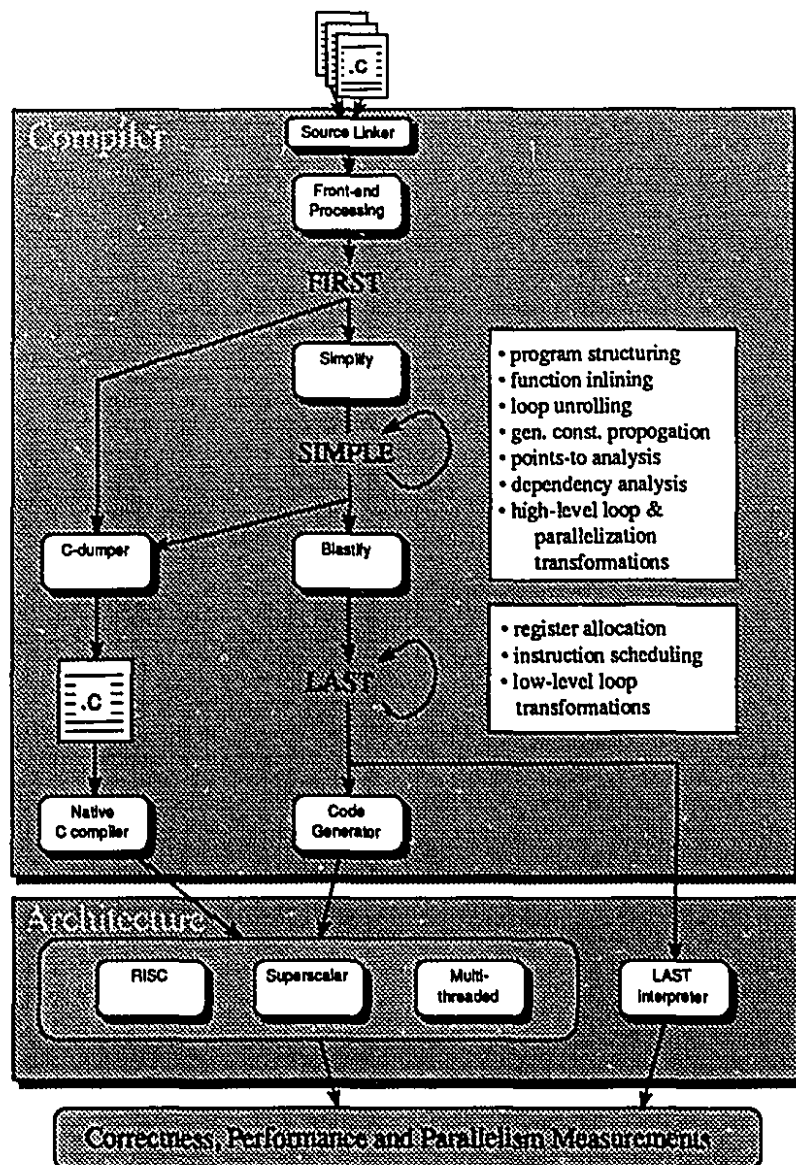 .C
Compiler
Source Linker
Front-end
Processing
FIRST
Simplify
• program structuring
• function inlining
• loop unrolling
• gen. const. propogation
• points-to analysis
• dependency analysis
• high-level loop &
parallelization
transformations
SIMPLE
C-dumper
Blastify
• register allocation
• instruction scheduling
• low-level loop
transformations
LAST
.C
Native
C compiler
Code
Generator
Architecture
RISC
Superscalar
Multi-
threaded
LAST
interpreter
Correctness, Performance and Parallelism Measurements